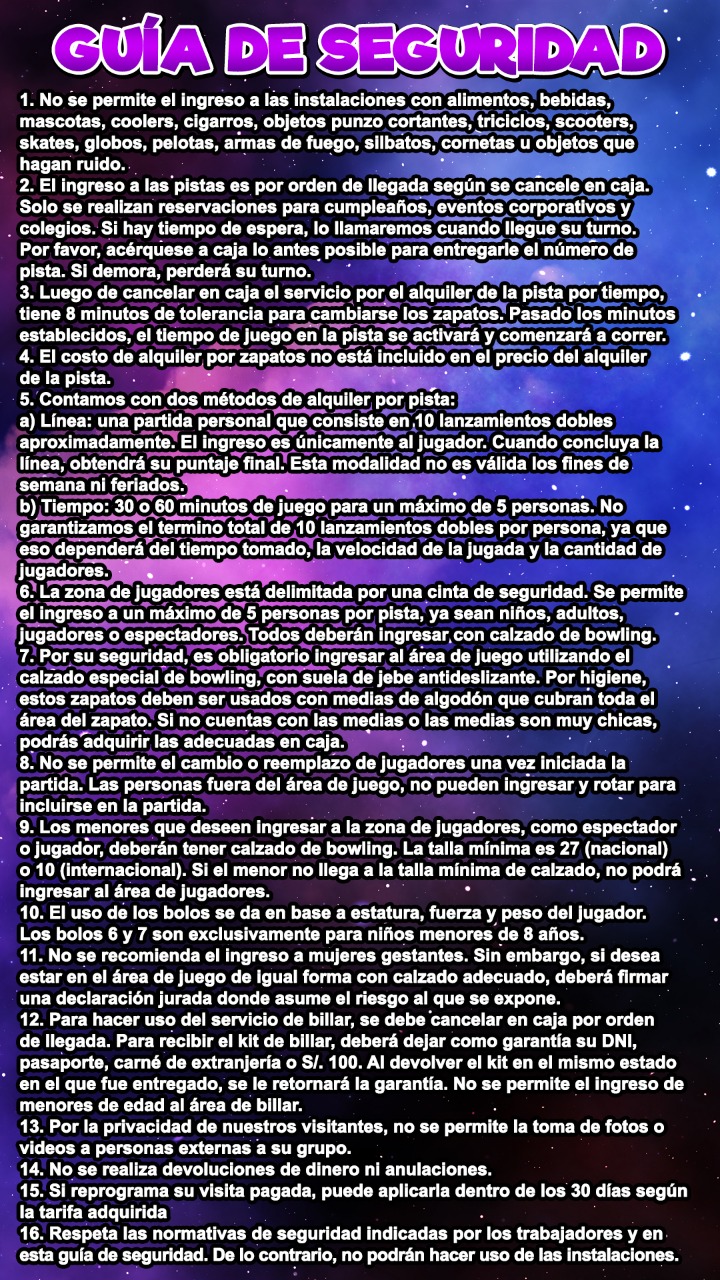 GUÍA DE SEGURIDAD
1. No se permite el ingreso a las instalaciones con alimentos, bebidas,
mascotas, coolers, cigarros, objetos punzo cortantes, triciclos, scooters,
skates, globos, pelotas, armas de fuego, silbatos, cornetas u objetos que
hagan ruido.
2. El ingreso a las pistas es por orden de llegada según se cancele en caja.
Solo se realizan reservaciones para cumpleaños, eventos corporativos y
colegios. Si hay tiempo de espera, lo llamaremos cuando llegue su turno.
Por favor, acérquese a caja lo antes posible para entregarle el número de
pista. Si demora, perderá su turno.
3. Luego de cancelar en caja el servicio por el alquiler de la pista por tiempo,
tiene 8 minutos de tolerancia para cambiarse los zapatos. Pasado los minutos
establecidos, el tiempo de juego en la pista se activará y comenzará a correr.
4. El costo de alquiler por zapatos no está incluido en el precio del alquiler
de la pista.
5. Contamos con dos métodos de alquiler por pista:
a) Línea: una partida personal que consiste en 10 lanzamientos dobles
aproximadamente. El ingreso es únicamente al jugador. Cuando concluya la
línea, obtendrá su puntaje final. Esta modalidad no es válida los fines de
semana ni feriados.
b) Tiempo: 30 o 60 minutos de juego para un máximo de 5 personas. No
garantizamos el termino total de 10 lanzamientos dobles por persona, ya que
eso dependerá del tiempo tomado, la velocidad de la jugada y la cantidad de
jugadores.
6. La zona de jugadores está delimitada por una cinta de seguridad. Se permite
el ingreso a un máximo de 5 personas por pista, ya sean niños, adultos,
jugadores o espectadores. Todos deberán ingresar con calzado de bowling.
7. Por su seguridad, es obligatorio ingresar al área de juego utilizando el
calzado especial de bowling, con suela de jebe antideslizante. Por higiene,
estos zapatos deben ser usados con medias de algodón que cubran toda el
área del zapato. Si no cuentas con las medias o las medias son muy chicas,
podrás adquirir las adecuadas en caja.
8. No se permite el cambio o reemplazo de jugadores una vez iniciada la
partida. Las personas fuera del área de juego, no pueden ingresar y rotar para
incluirse en la partida.
9. Los menores que deseen ingresar a la zona de jugadores, como espectador
o jugador, deberán tener calzado de bowling. La talla mínima es 27 (nacional)
o 10 (internacional). Si el menor no llega a la talla mínima de calzado, no podrá
ingresar al área de jugadores.
10. El uso de los bolos se da en base a estatura, fuerza y peso del jugador.
Los bolos 6 y 7 son exclusivamente para niños menores de 8 años.
11. No se recomienda el ingreso a mujeres gestantes. Sin embargo, si desea
estar en el área de juego de igual forma con calzado adecuado, deberá firmar
una declaración jurada donde asume el riesgo al que se expone.
12. Para hacer uso del servicio de billar, se debe cancelar en caja por orden
de llegada. Para recibir el kit de billar, deberá dejar como garantía su DNI,
pasaporte, carné de extranjería o S/. 100. Al devolver el kit en el mismo estado
en el que fue entregado, se le retornará la garantía. No se permite el ingreso de
menores de edad al área de billar.
13. Por la privacidad de nuestros visitantes, no se permite la toma de fotos o
videos a personas externas a su grupo.
14. No se realiza devoluciones de dinero ni anulaciones.
15. Si reprograma su visita pagada, puede aplicarla dentro de los 30 días según
la tarifa adquirida
16. Respeta las normativas de seguridad indicadas por los trabajadores y en
esta guía de seguridad. De lo contrario, no podrán hacer uso de las instalaciones.